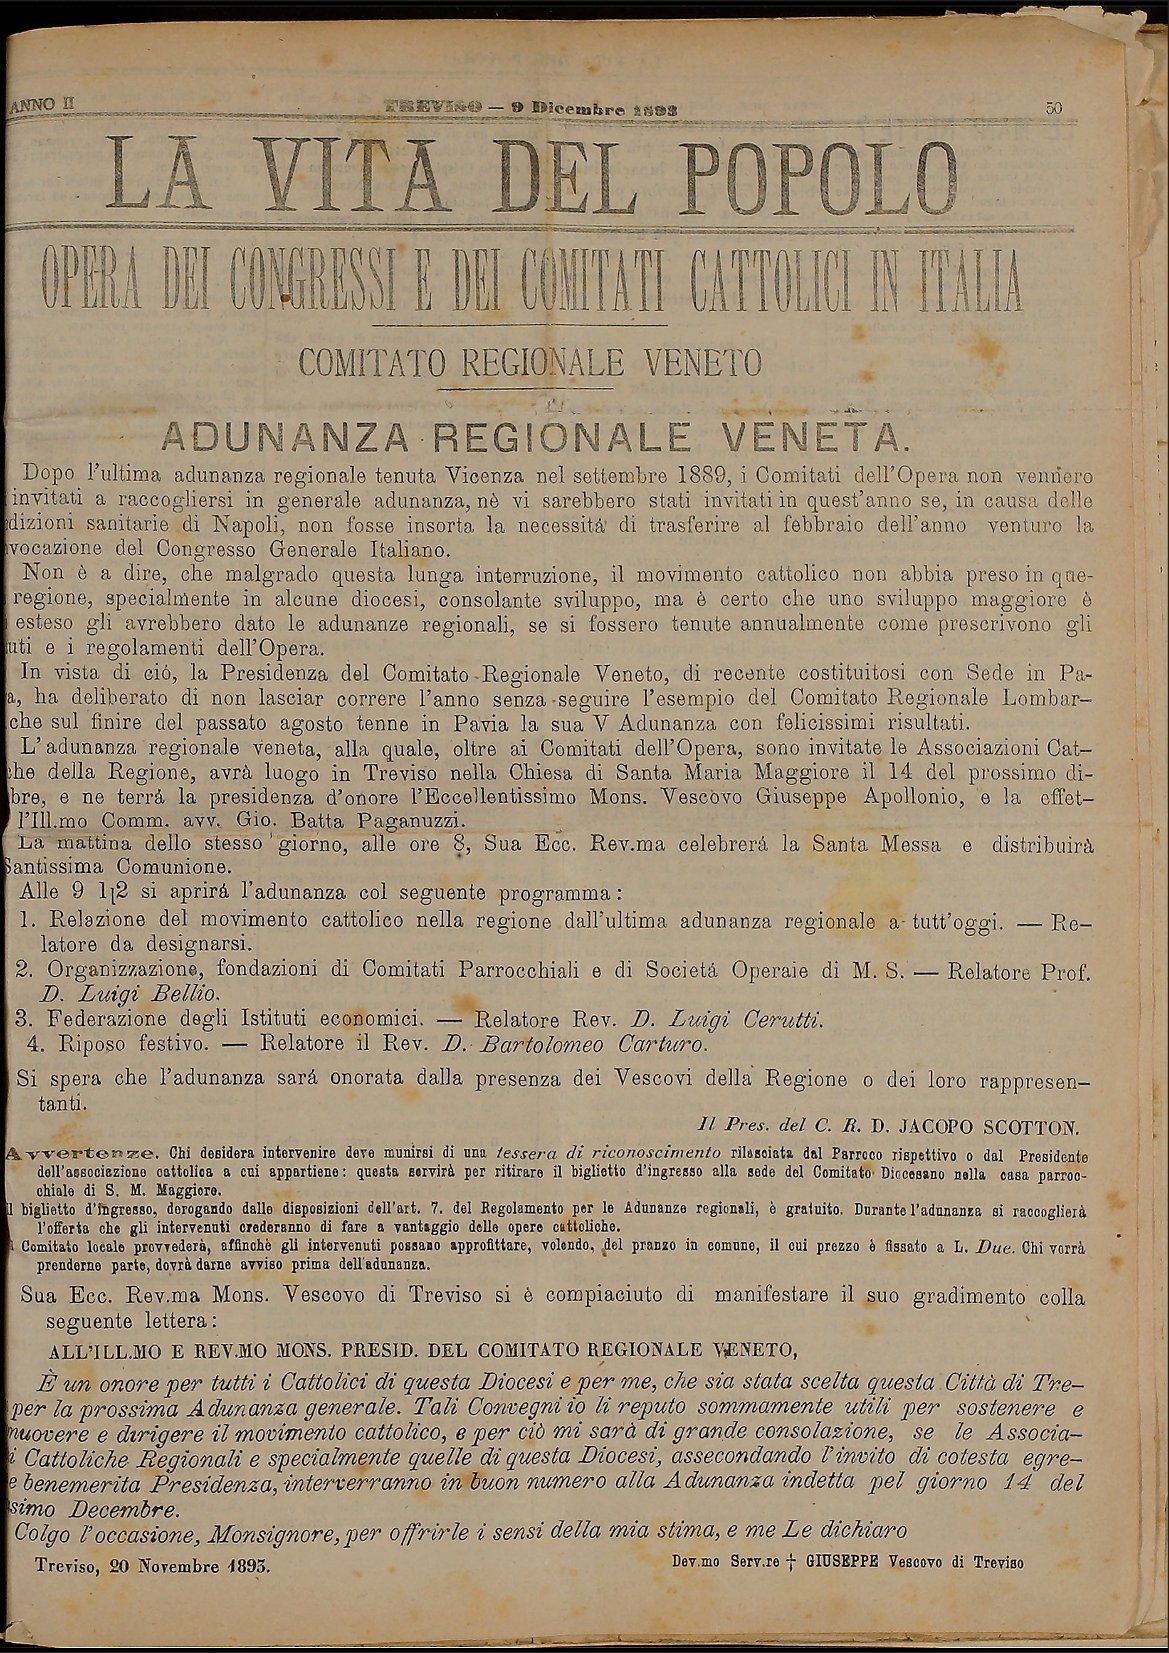 ANNO II
TREVISO — 9 Dicembre 1893
50
LA VITA DEL POPOLO
OPERA DEI CONGRESSI E DEI COMITATI CATTOLICI IN ITALIA
COMITATO REGIONALE VENETO
ADUNANZA REGIONALE VENETA.
Dopo l'ultima adunanza regionale tenuta Vicenza nel settembre 1889, i Comitati dell'Opera non vennero
invitati a raccogliersi in generale adunanza, nè vi sarebbero stati invitati in quest'anno se, in causa delle
dizioni sanitarie di Napoli, non fosse insorta la necessitá di trasferire al febbraio dell'anno venturo la
vocazione del Congresso Generale Italiano.
Non è a dire, che malgrado questa lunga interruzione, il movimento cattolico non abbia preso in que-
regione, specialmente in alcune diocesi, consolante sviluppo, ma è certo che uno sviluppo maggiore è
esteso gli avrebbero dato le adunanze regionali, se si fossero tenute annualmente come prescrivono gli
uti e i regolamenti dell'Opera.
In vista di ció, la Presidenza del Comitato Regionale Veneto, di recente costituitosi con Sede in Pa-
a, ha deliberato di non lasciar correre l'anno senza seguire l'esempio del Comitato Regionale Lombar-
che sul finire del passato agosto tenne in Pavia la sua V Adunanza con felicissimi risultati.
L'adunanza regionale veneta, alla quale, oltre ai Comitati dell'Opera, sono invitate le Associazioni Cat-
che della Regione, avrà luogo in Treviso nella Chiesa di Santa Maria Maggiore il 14 del prossimo di-
bre, e ne terrá la presidenza d'onore l'Eccellentissimo Mons. Vescovo Giuseppe Apollonio, e la effet-
l'Ill.mo Comm. avv. Gio. Batta Paganuzzi.
La mattina dello stesso giorno, alle ore 8, Sua Ecc. Rev.ma celebrerá la Santa Messa e distribuirà
Santissima Comunione.
Alle 9 1|2 si aprirá l'adunanza col seguente programma:
1. Relazione del movimento cattolico nella regione dall'ultima adunanza regionale a tutt'oggi. — Re-
latore da designarsi.
2. Organizzazione, fondazioni di Comitati Parrocchiali e di Societá Operaie di M. S. — Relatore Prof.
D. Luigi Bellio.
3. Federazione degli Istituti economici. — Relatore Rev. D. Luigi Cerutti.
4. Riposo festivo. — Relatore il Rev. D. Bartolomeo Carturo.
Si spera che l'adunanza sará onorata dalla presenza dei Vescovi della Regione o dei loro rappresen-
tanti.
Il Pres. del C. R. D. JACOPO SCOTTON.
Avvertenze. Chi desidera intervenire deve munirsi di una tessera di riconoscimento rilasciata dal Parroco rispettivo o dal Presidente
dell'associazione cattolica a cui appartiene: questa servirà per ritirare il biglietto d'ingresso alla sede del Comitato Diocesano nella casa parroc-
chiale di S. M. Maggiore.
Il biglietto d'ingresso, derogando dalle disposizioni dell'art. 7. del Regolamento per le Adunanze regionali, è gratuito. Durante l'adunanza si raccoglierà
l'offerta che gli intervenuti crederanno di fare a vantaggio delle opere cattoliche.
Comitato locale provvederà, affinchè gli intervenuti possano approfittare, volendo, del pranzo in comune, il cui prezzo è fissato a L. Due. Chi vorrà
prenderne parte, dovrà darne avviso prima dell'adunanza.
Sua Ecc. Rev.ma Mons. Vescovo di Treviso si è compiaciuto di manifestare il suo gradimento colla
seguente lettera:
ALL'ILL.MO E REV.MO MONS. PRESID. DEL COMITATO REGIONALE VENETO,
È un onore per tutti i Cattolici di questa Diocesi e per me, che sia stata scelta questa Città di Tre-
per la prossima Adunanza generale. Tali Convegni io li reputo sommamente utili per sostenere e
nuovere e dirigere il movimento cattolico, e per ciò mi sarà di grande consolazione, se le Associa-
i Cattoliche Regionali e specialmente quelle di questa Diocesi, assecondando l'invito di cotesta egre-
e benemerita Presidenza, interverranno in buon numero alla Adunanza indetta pel giorno 14 del
simo Decembre.
Colgo l'occasione, Monsignore, per offrirle i sensi della mia stima, e me Le dichiaro
Treviso, 20 Novembre 1893.
Dev.mo Serv.re † GIUSEPPE Vescovo di Treviso